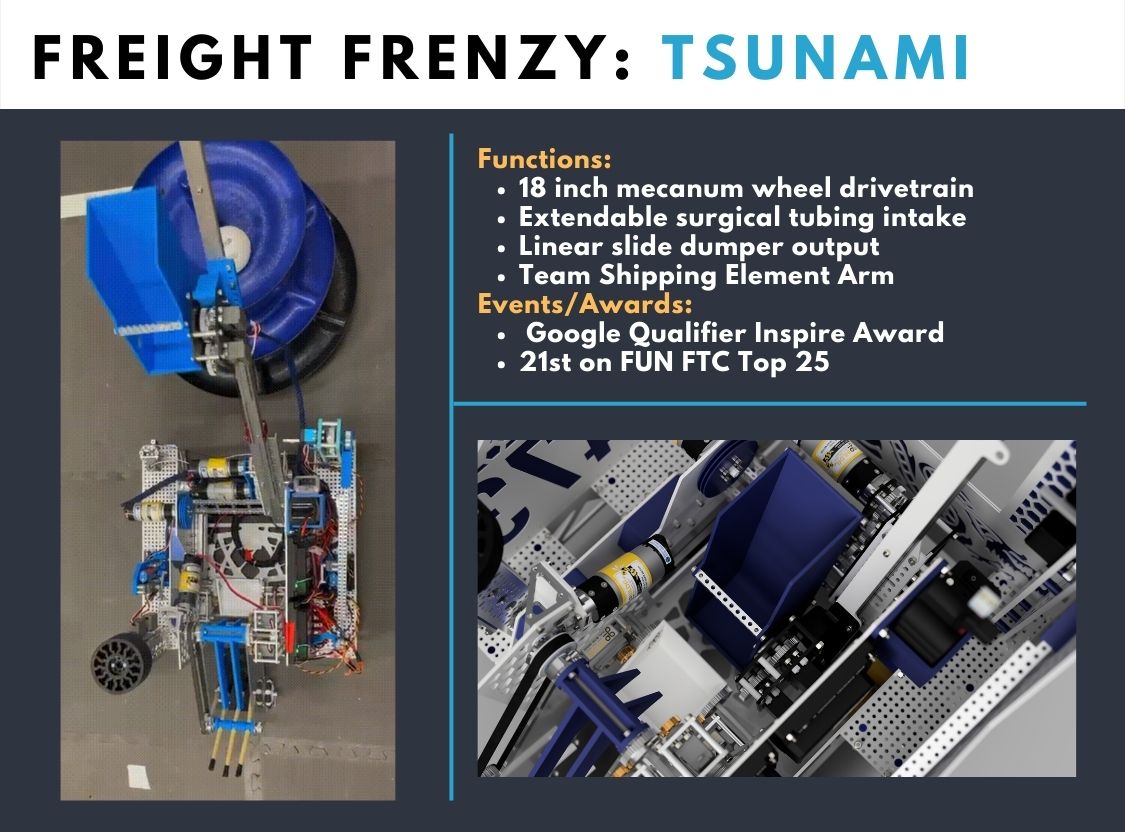 FREIGHT FRENZY: TSUNAMI
Functions:
• 18 inch mecanum wheel drivetrain
• Extendable surgical tubing intake
• Linear slide dumper output
• Team Shipping Element Arm
Events/Awards:
• Google Qualifier Inspire Award
• 21st on FUN FTC Top 25